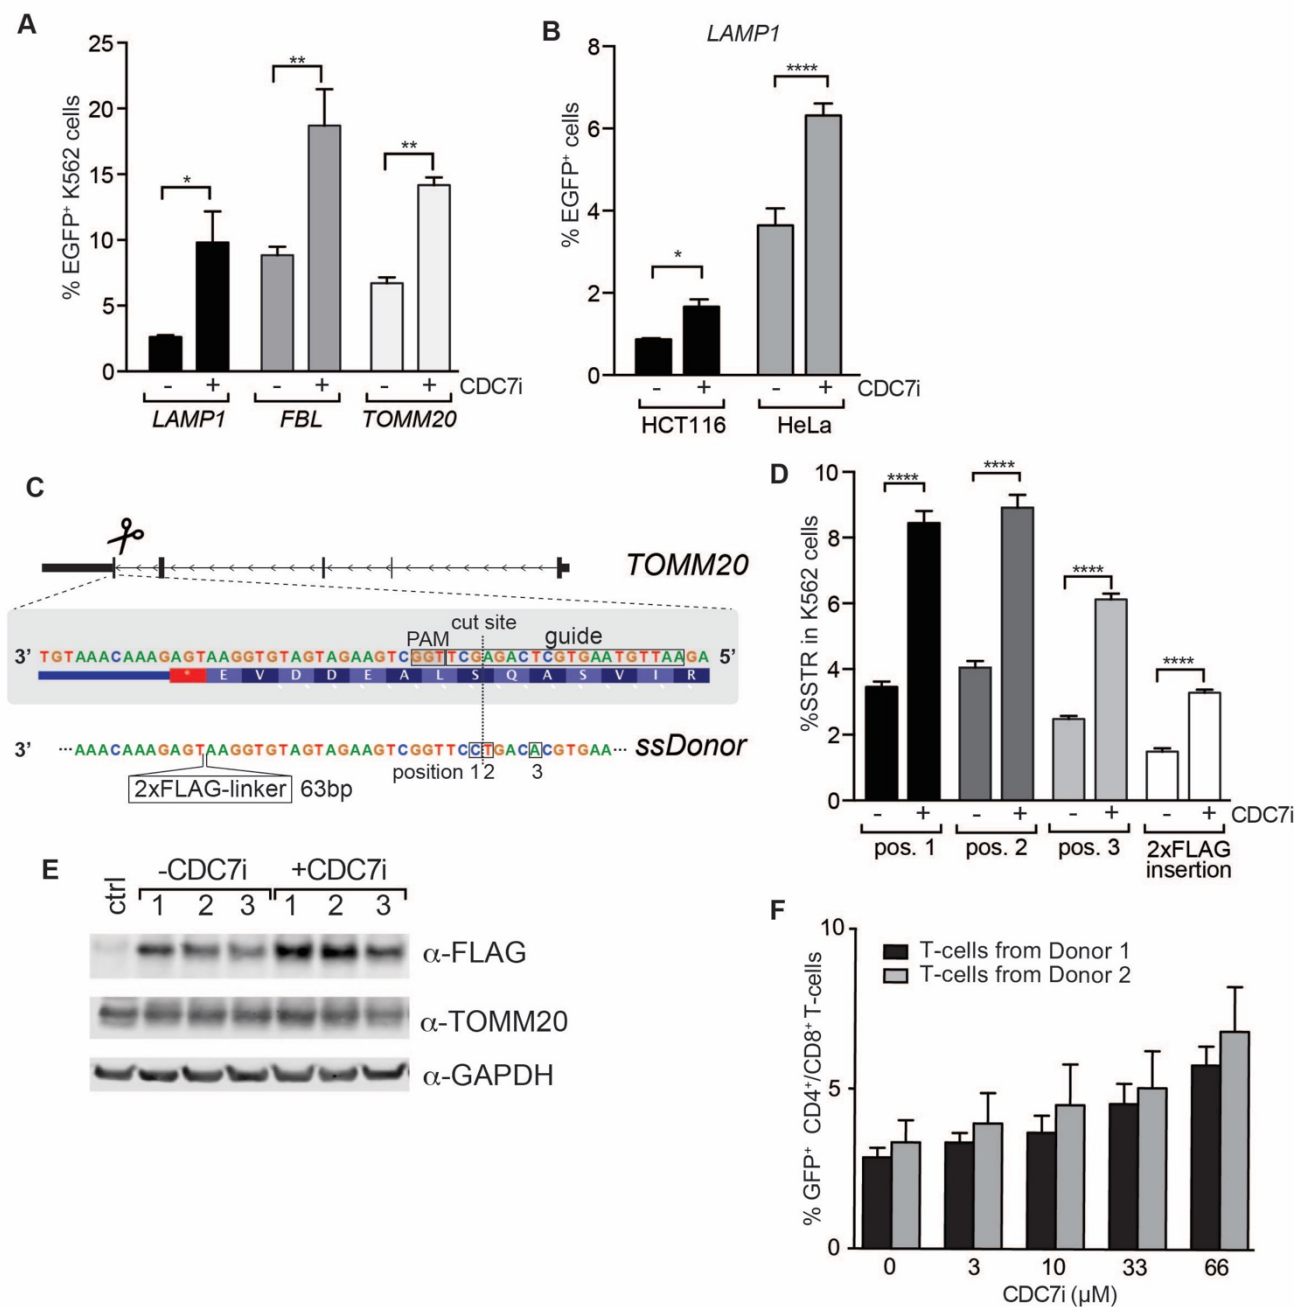 A
% EGFP+ K562 cells
25
20
15
10
5
0
* ** **
- + - + - + CDC7i
LAMP1 FBL TOMM20
B
LAMP1
% EGFP+ cells
8
6
4
2
0
* ****
- + - + CDC7i
HCT116 HeLa
C
TOMM20
cut site
PAM guide
3' TGTAAACAAAGAGTAAGGTGTAGTAGAAGTCGGTTCGAGACTCGTGAATGTTAAGA 5'
* E V D D E A L S Q A S V I R
3' ···AAACAAAGAGTAAGGTGTAGTAGAAGTCGGTTCCTGACACGTGAA··· ssDonor
position 1 2 3
2xFLAG-linker 63bp
D
%SSTR in K562 cells
10
8
6
4
2
0
**** **** **** ****
- + - + - + - + CDC7i
pos. 1 pos. 2 pos. 3 2xFLAG
insertion
E
ctrl -CDC7i +CDC7i
1 2 3 1 2 3
α-FLAG
α-TOMM20
α-GAPDH
F
% GFP+ CD4+/CD8+ T-cells
10
5
0
T-cells from Donor 1
T-cells from Donor 2
0 3 10 33 66
CDC7i (µM)